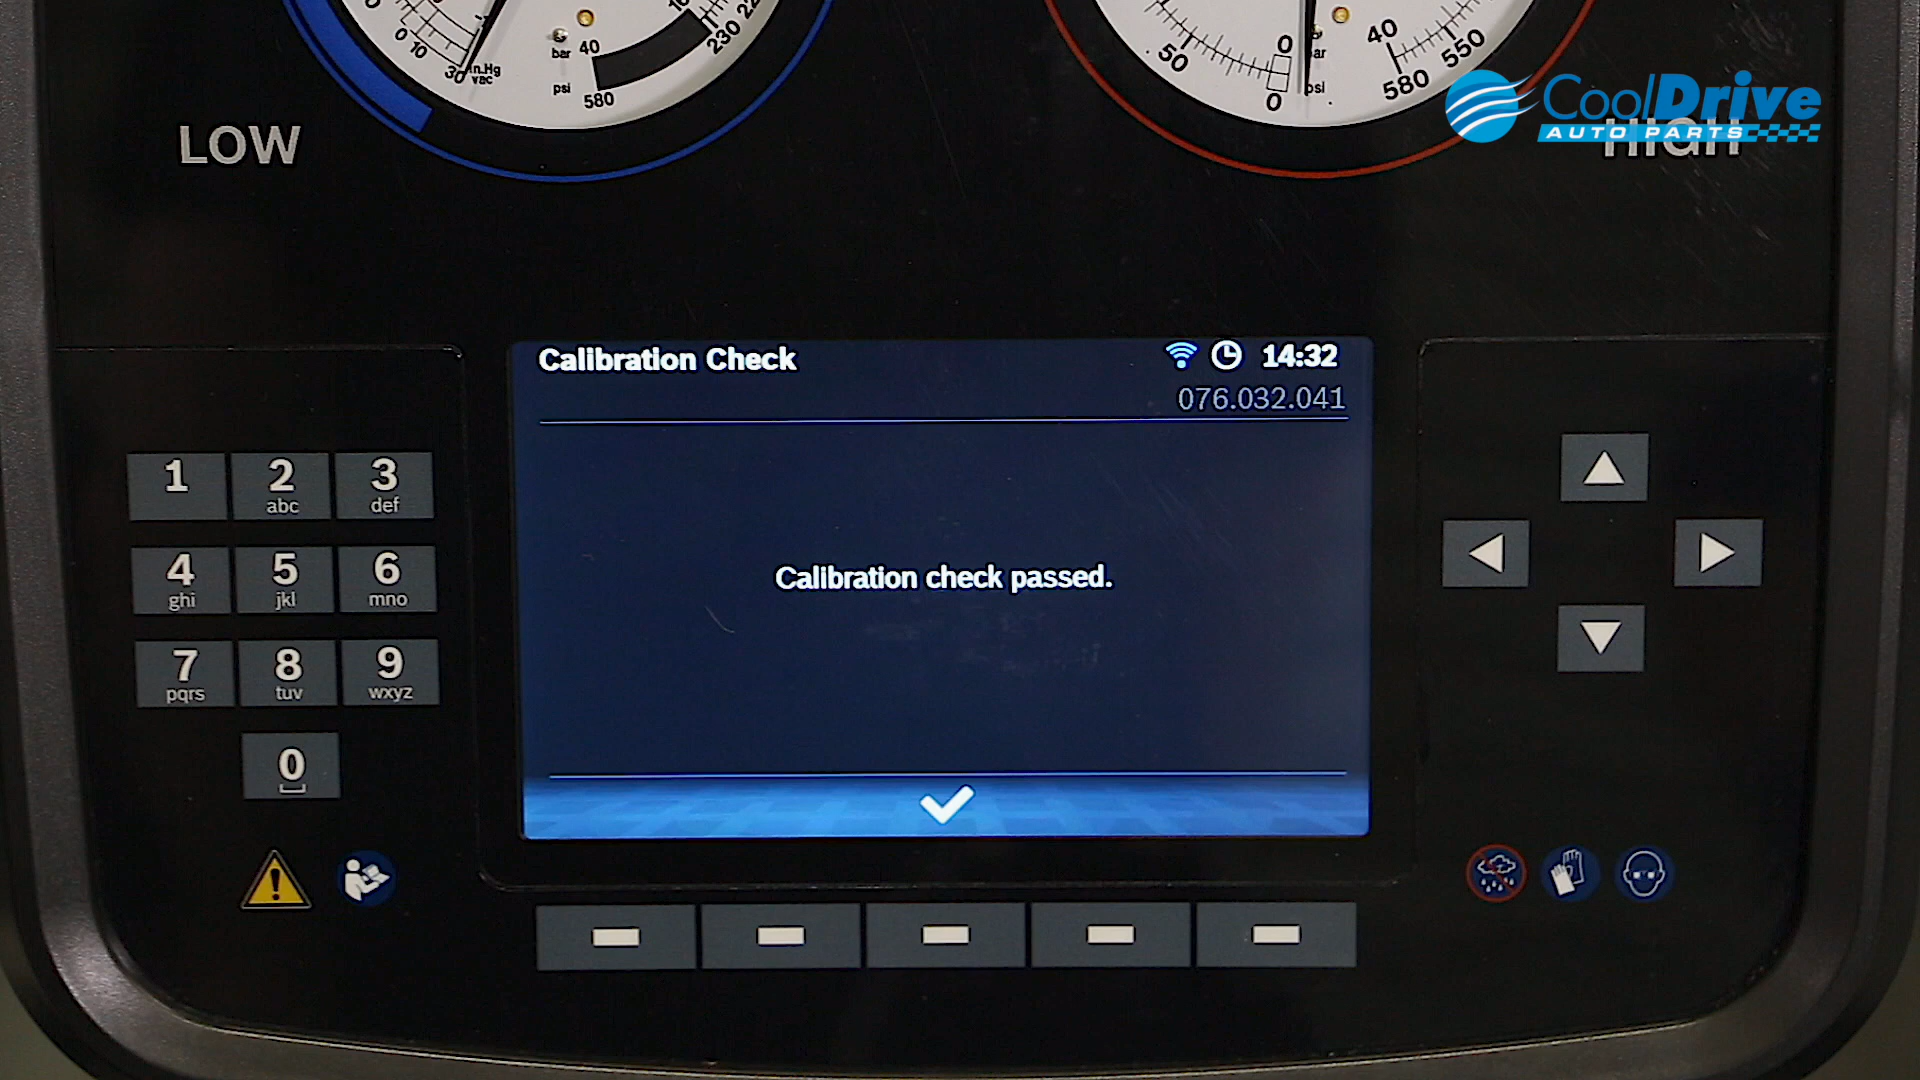 0
10
30
in.Hg
vac
bar
psi
40
580
230
50
0
0
psi
40
580
550
CoolDrive
AUTO PARTS
LOW
HIGH
Calibration Check
14:32
076.032.041
Calibration check passed.
1
2
abc
3
def
4
ghi
5
jkl
6
mno
7
pqrs
8
tuv
9
wxyz
0